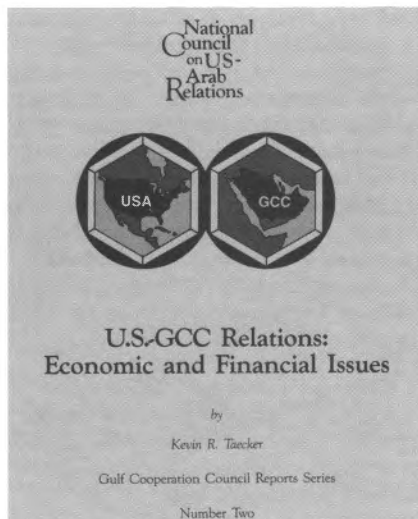 National
Council
on US-
Arab
Relations
USA
GCC
U.S.-GCC Relations:
Economic and Financial Issues
by
Kevin R. Taecker
Gulf Cooperation Council Reports Series
Number Two